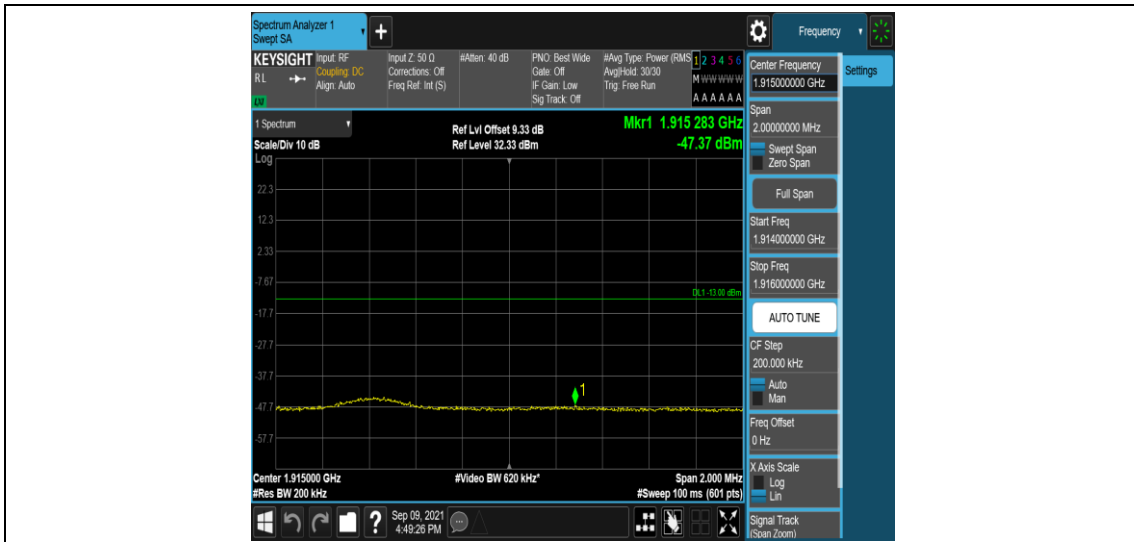 Spectrum Analyzer 1
Swept SA
+
Frequency
KEYSIGHT
RL
LXI
Input: RF
Coupling: DC
Align: Auto
Input Z: 50 Ω
Corrections: Off
Freq Ref: Int (S)
#Atten: 40 dB
PNO: Best Wide
Gate: Off
IF Gain: Low
Sig Track: Off
#Avg Type: Power (RMS
Avg|Hold: 30/30
Trig: Free Run
1 2 3 4 5 6
M W W W W W
A A A A A A
1 Spectrum
Scale/Div 10 dB
Ref Lvl Offset 9.33 dB
Ref Level 32.33 dBm
Mkr1 1.915 283 GHz
-47.37 dBm
Log
22.3
12.3
2.33
-7.67
DL1 -13.00 dBm
-17.7
-27.7
-37.7
1
-47.7
-57.7
Center 1.915000 GHz
#Res BW 200 kHz
#Video BW 620 kHz*
Span 2.000 MHz
#Sweep 100 ms (601 pts)
?
Sep 09, 2021
4:49:26 PM
Center Frequency
1.915000000 GHz
Settings
Span
2.00000000 MHz
Swept Span
Zero Span
Full Span
Start Freq
1.914000000 GHz
Stop Freq
1.916000000 GHz
AUTO TUNE
CF Step
200.000 kHz
Auto
Man
Freq Offset
0 Hz
X Axis Scale
Log
Lin
Signal Track
(Span Zoom)